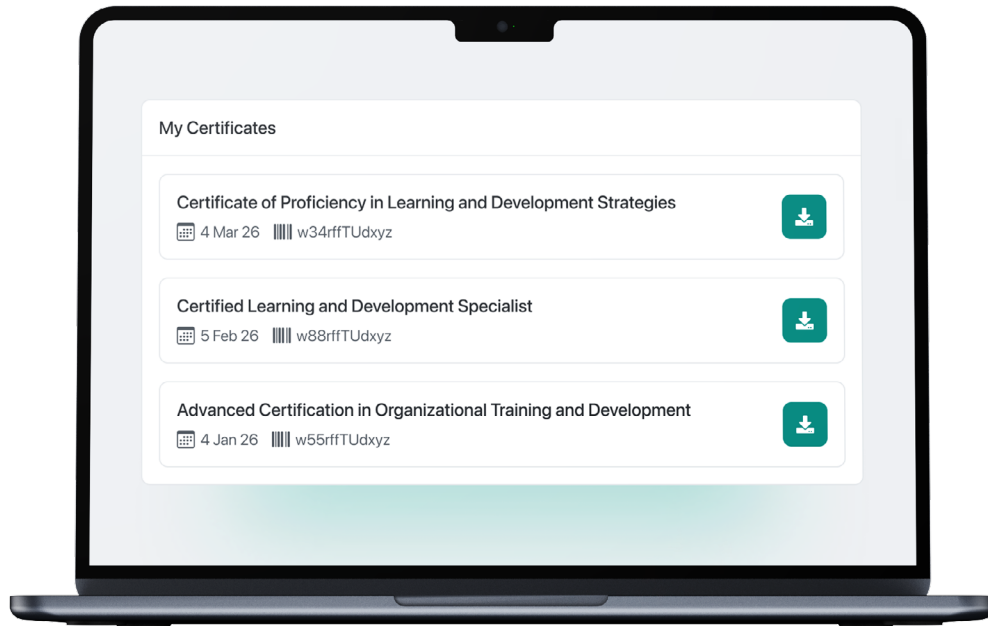 My Certificates
Certificate of Proficiency in Learning and Development Strategies
4 Mar 26 w34rffTUdxyz
Certified Learning and Development Specialist
5 Feb 26 w88rffTUdxyz
Advanced Certification in Organizational Training and Development
4 Jan 26 w55rffTUdxyz